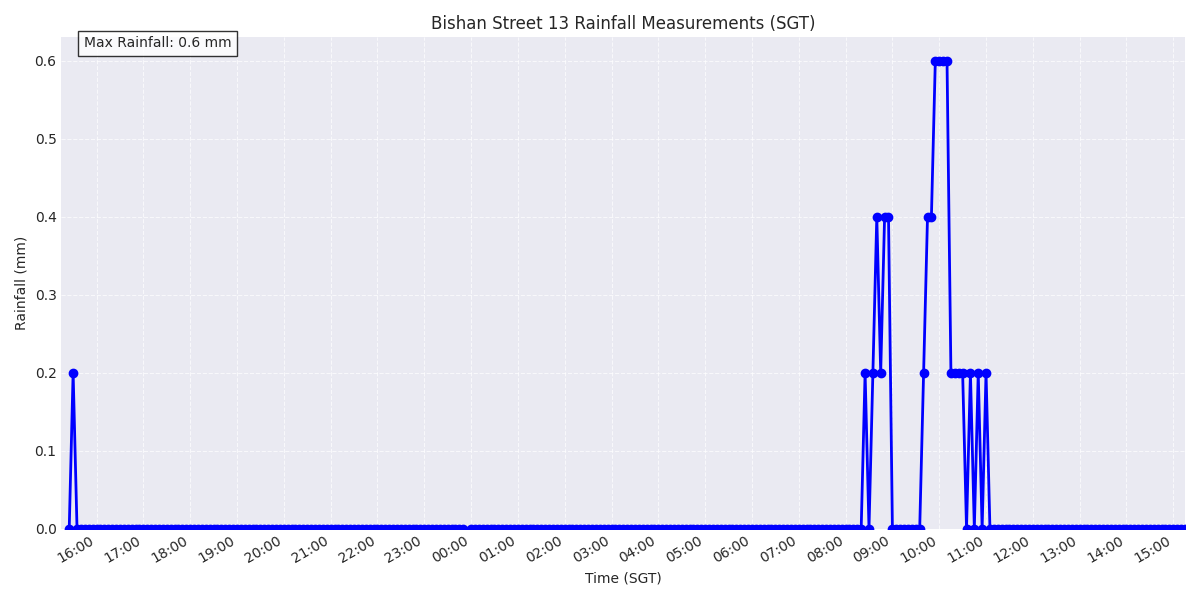 Bishan Street 13 Rainfall Measurements (SGT)
Max Rainfall: 0.6 mm
Rainfall (mm)
0.6
0.5
0.4
0.3
0.2
0.1
0.0
16:00 17:00 18:00 19:00 20:00 21:00 22:00 23:00 00:00 01:00 02:00 03:00 04:00 05:00 06:00 07:00 08:00 09:00 10:00 11:00 12:00 13:00 14:00 15:00
Time (SGT)